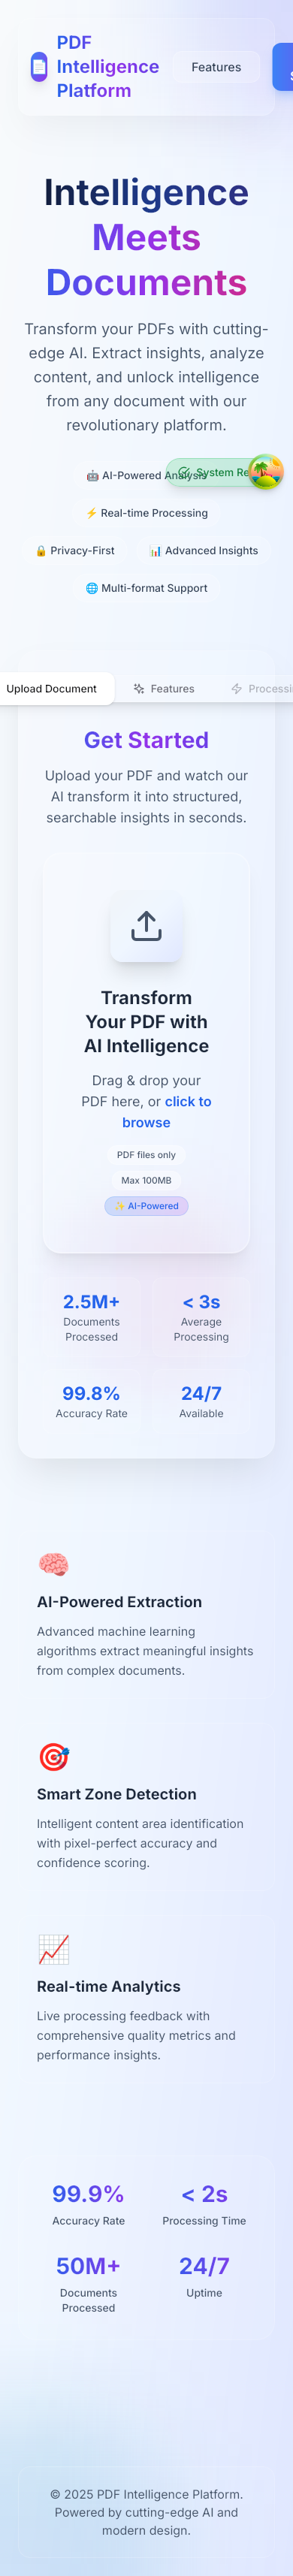 PDF
Intelligence
Platform
Features
Intelligence
Meets
Documents
Transform your PDFs with cutting-
edge AI. Extract insights, analyze
content, and unlock intelligence
from any document with our
revolutionary platform.
🤖 AI-Powered Analysis
System Re
⚡ Real-time Processing
🔒 Privacy-First
📊 Advanced Insights
🌐 Multi-format Support
Upload Document
Features
Processi
Get Started
Upload your PDF and watch our
AI transform it into structured,
searchable insights in seconds.
Transform
Your PDF with
AI Intelligence
Drag & drop your
PDF here, or click to
browse
PDF files only
Max 100MB
✨ AI-Powered
2.5M+
Documents
Processed
< 3s
Average
Processing
99.8%
Accuracy Rate
24/7
Available
AI-Powered Extraction
Advanced machine learning
algorithms extract meaningful insights
from complex documents.
Smart Zone Detection
Intelligent content area identification
with pixel-perfect accuracy and
confidence scoring.
Real-time Analytics
Live processing feedback with
comprehensive quality metrics and
performance insights.
99.9%
Accuracy Rate
< 2s
Processing Time
50M+
Documents
Processed
24/7
Uptime
© 2025 PDF Intelligence Platform.
Powered by cutting-edge AI and
modern design.